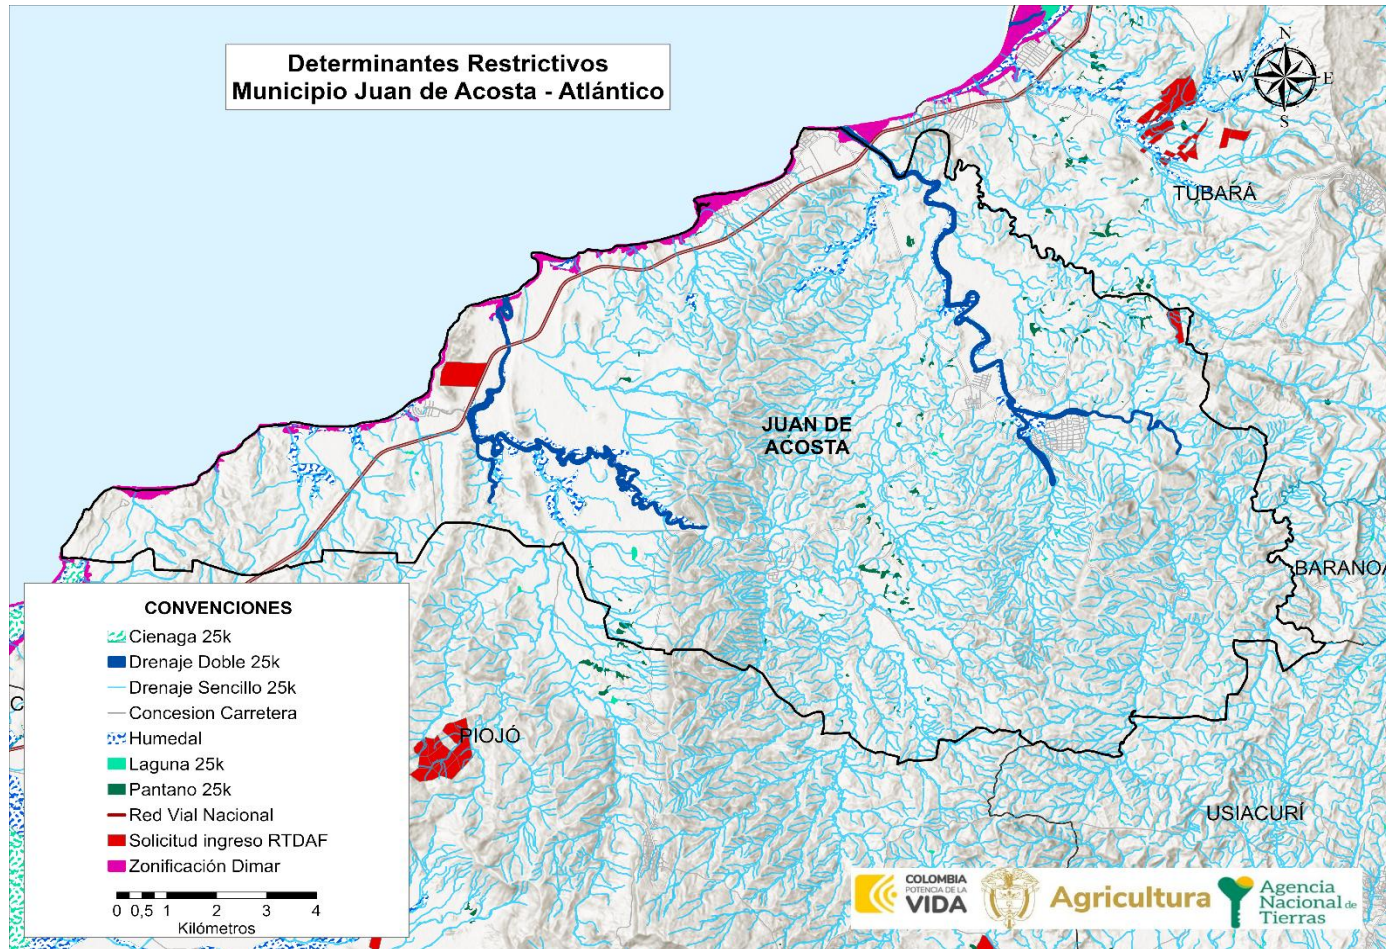 Determinantes Restrictivos
Municipio Juan de Acosta - Atlántico
N
W
E
S
TUBARÁ
JUAN DE
ACOSTA
BARANOA
PIOJÓ
USIACURÍ
C
CONVENCIONES
Cienaga 25k
Drenaje Doble 25k
Drenaje Sencillo 25k
Concesion Carretera
Humedal
Laguna 25k
Pantano 25k
Red Vial Nacional
Solicitud ingreso RTDAF
Zonificación Dimar
0 0,5 1 2 3 4
Kilómetros
COLOMBIA
POTENCIA DE LA
VIDA
Agricultura
Agencia
Nacional de
Tierras